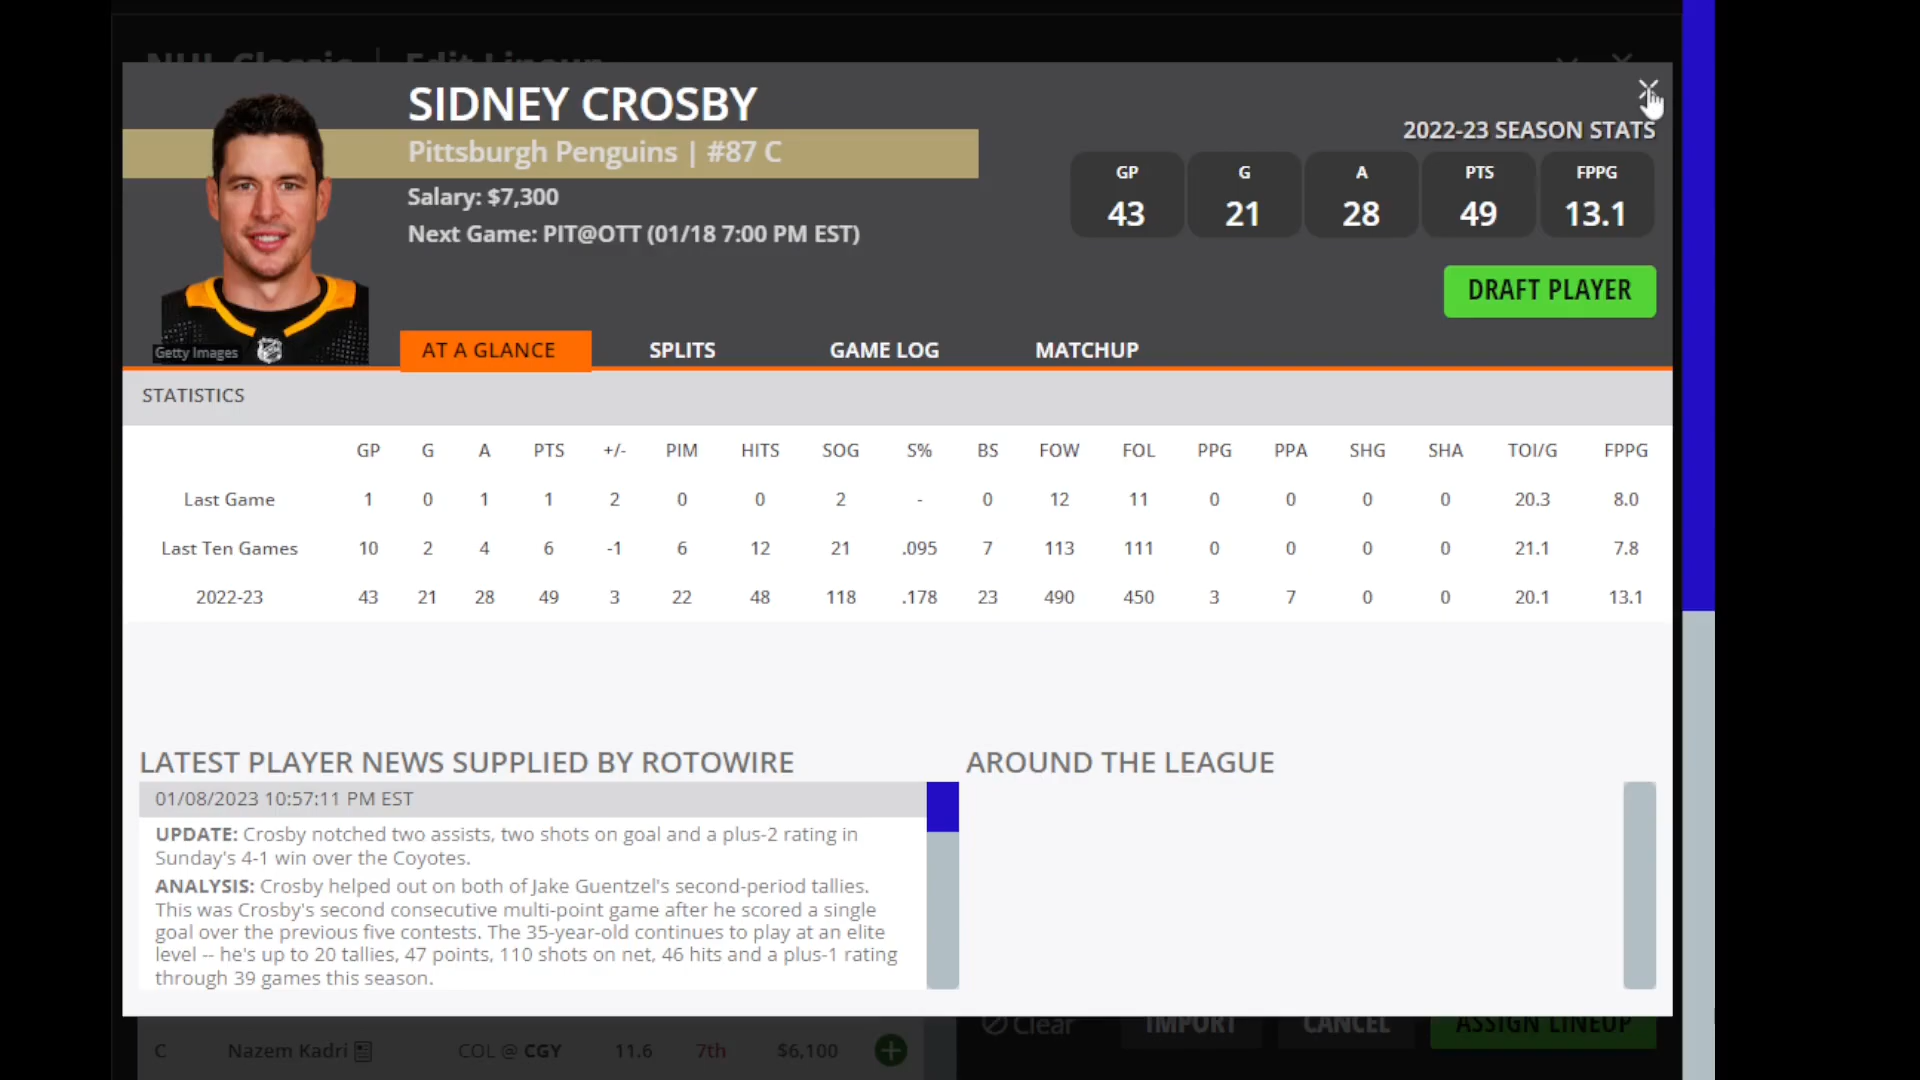 NHL Classic | Edit Lineup
SIDNEY CROSBY
Pittsburgh Penguins | #87 C
Salary: $7,300
Next Game: PIT@OTT (01/18 7:00 PM EST)
2022-23 SEASON STATS
GP G A PTS FPPG
43 21 28 49 13.1
DRAFT PLAYER
Getty Images
AT A GLANCE SPLITS GAME LOG MATCHUP
STATISTICS
GP G A PTS +/- PIM HITS SOG S% BS FOW FOL PPG PPA SHG SHA TOI/G FPPG
Last Game 1 0 1 1 2 0 0 2 - 0 12 11 0 0 0 0 20.3 8.0
Last Ten Games 10 2 4 6 -1 6 12 21 .095 7 113 111 0 0 0 0 21.1 7.8
2022-23 43 21 28 49 3 22 48 118 .178 23 490 450 3 7 0 0 20.1 13.1
LATEST PLAYER NEWS SUPPLIED BY ROTOWIRE
01/08/2023 10:57:11 PM EST
UPDATE: Crosby notched two assists, two shots on goal and a plus-2 rating in
Sunday's 4-1 win over the Coyotes.
ANALYSIS: Crosby helped out on both of Jake Guentzel's second-period tallies.
This was Crosby's second consecutive multi-point game after he scored a single
goal over the previous five contests. The 35-year-old continues to play at an elite
level -- he's up to 20 tallies, 47 points, 110 shots on net, 46 hits and a plus-1 rating
through 39 games this season.
AROUND THE LEAGUE
Clear IMPORT CANCEL ASSIGN LINEUP
C Nazem Kadri COL @ CGY 11.6 7th $6,100